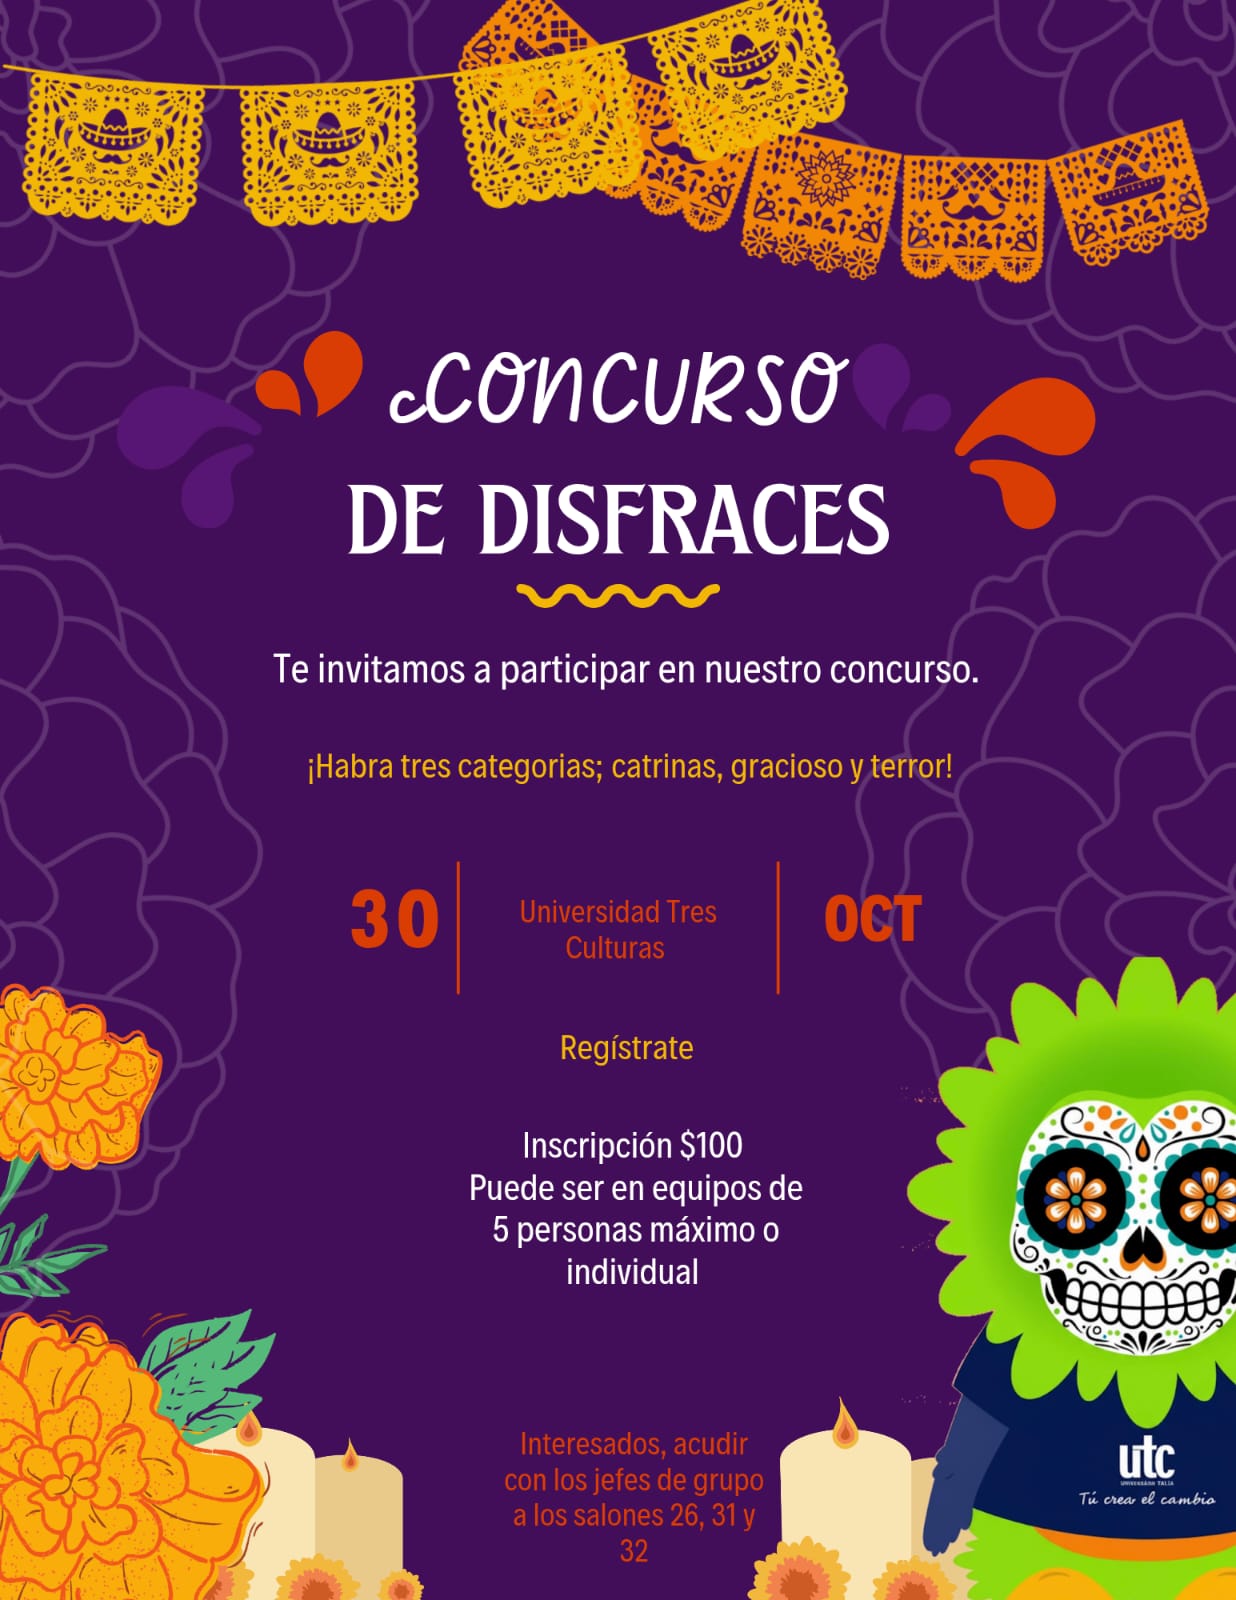 CONCURSO
DE DISFRACES
Te invitamos a participar en nuestro concurso.
¡Habra tres categorias; catrinas, gracioso y terror!
30
Universidad Tres
Culturas
OCT
Regístrate
Inscripción $100
Puede ser en equipos de
5 personas máximo o
individual
Interesados, acudir
con los jefes de grupo
a los salones 26, 31 y
32
utc
Tú crea el cambio